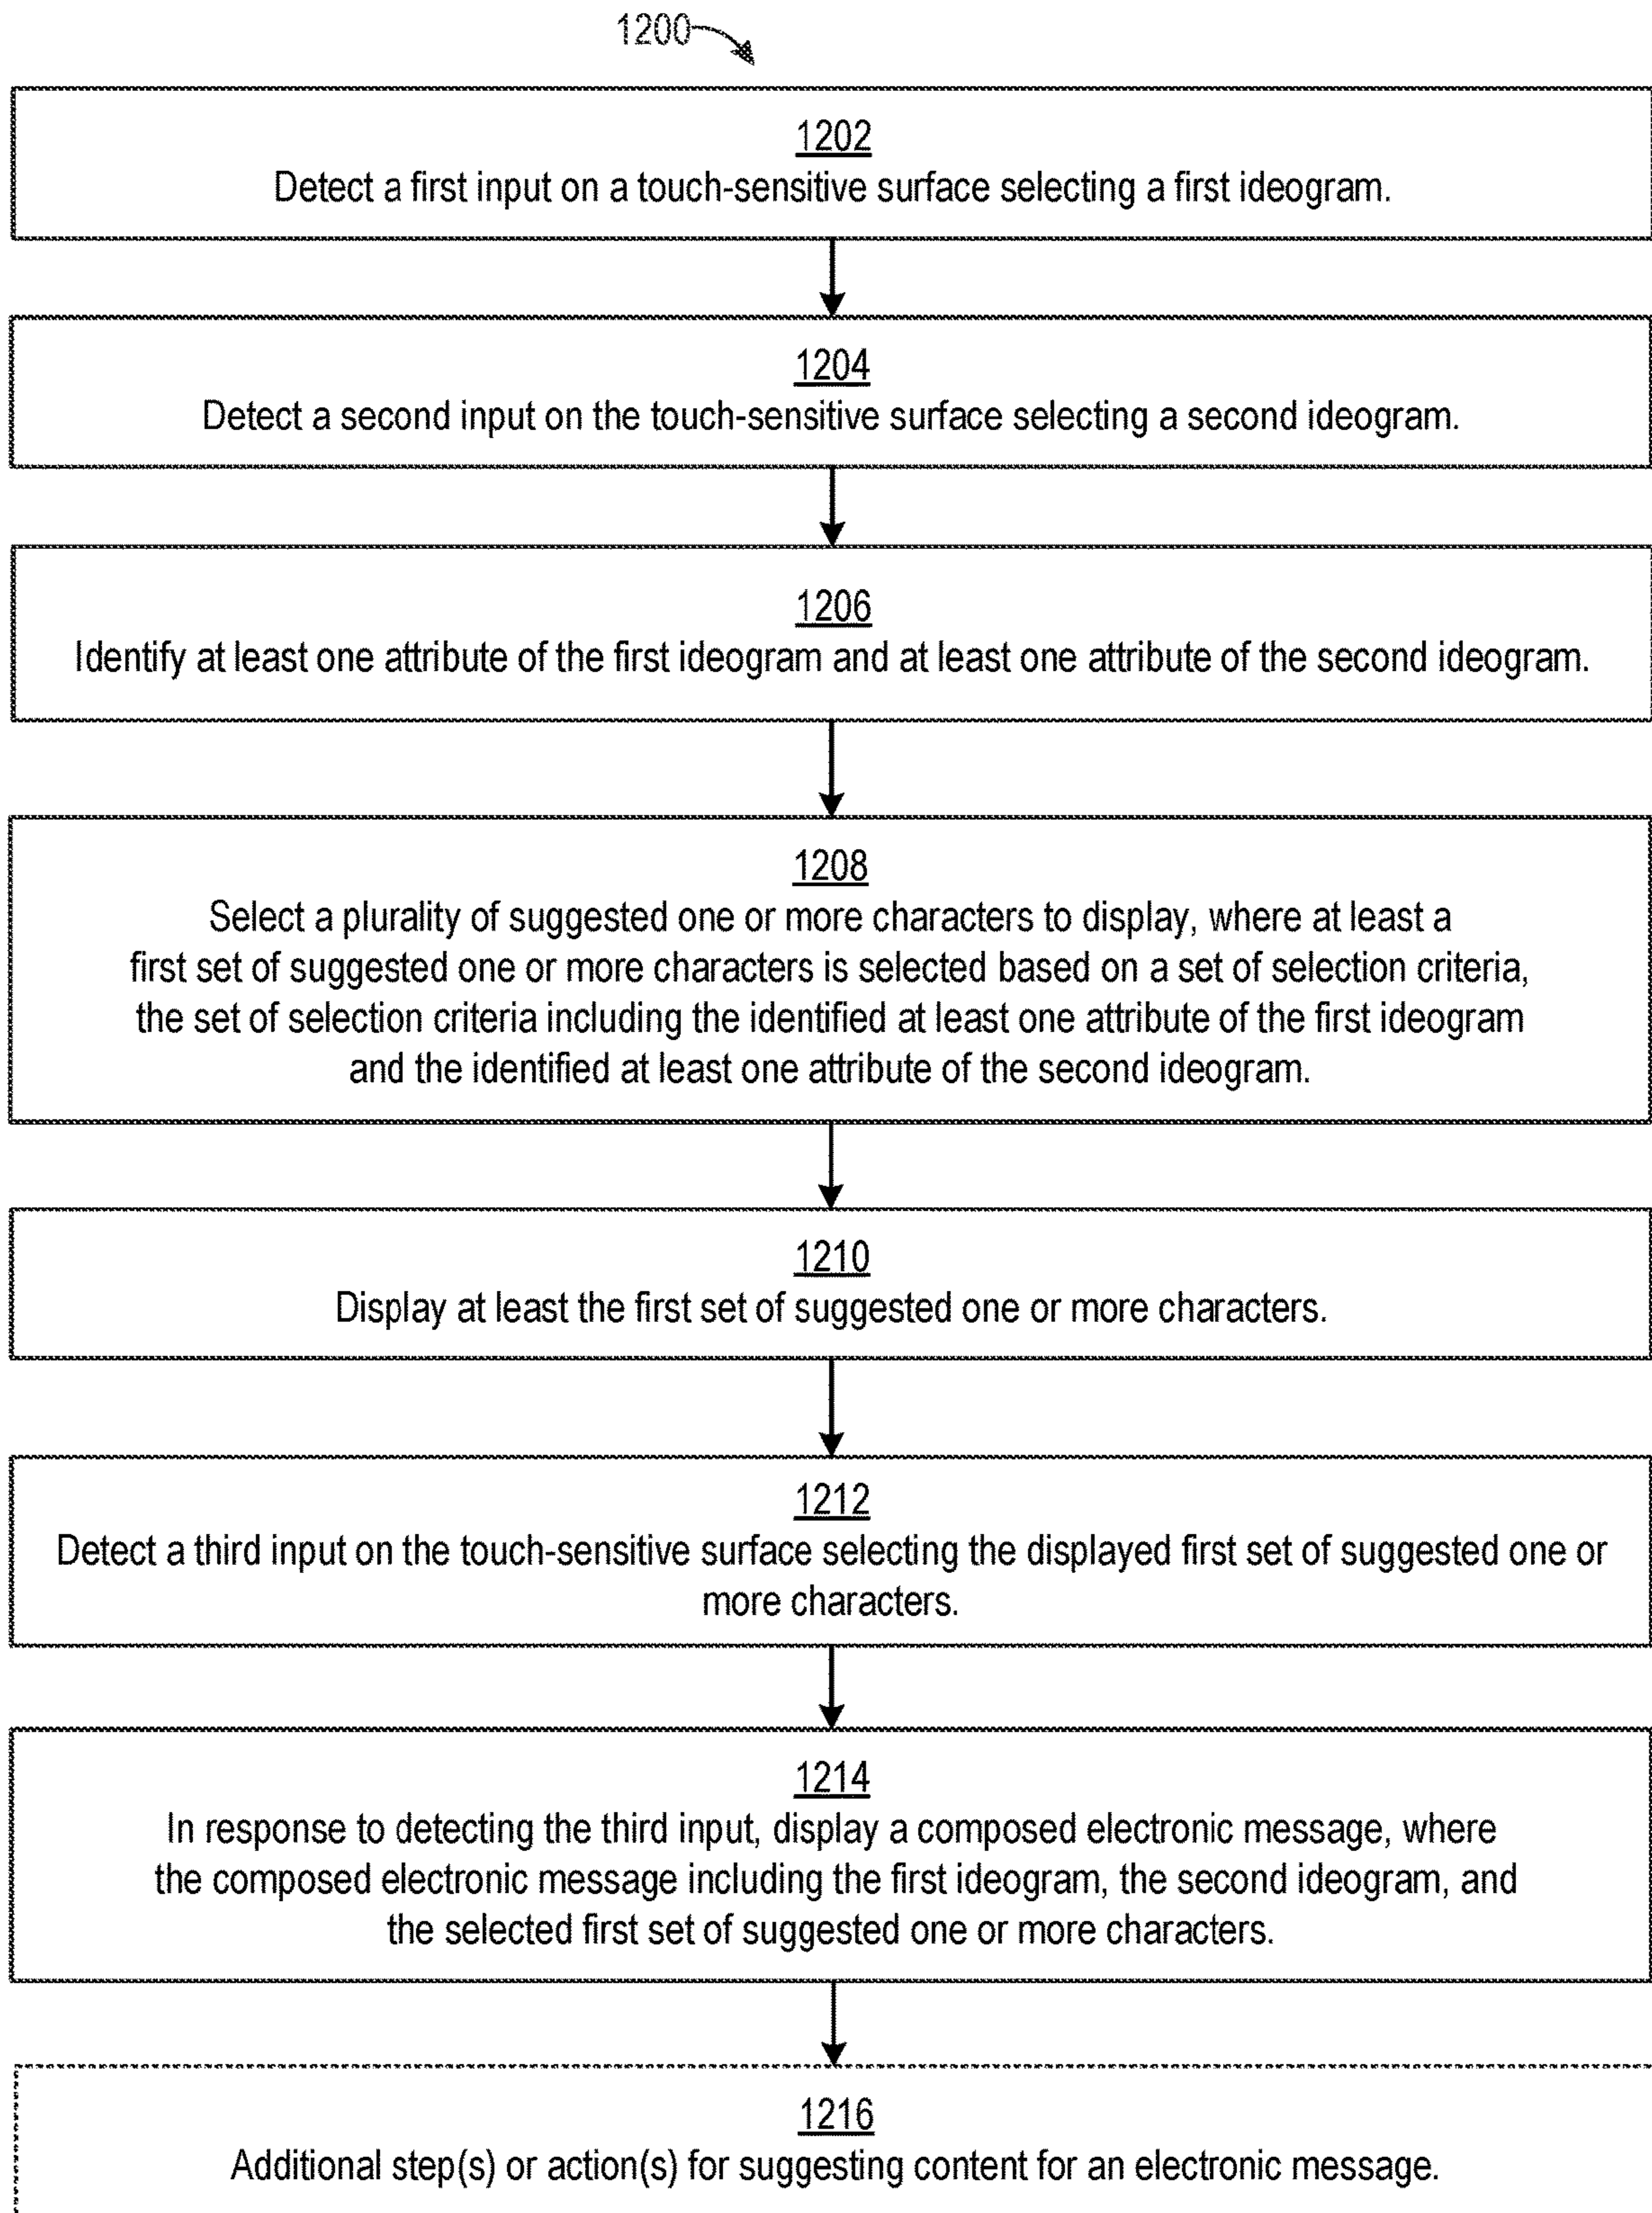 1200
1202
Detect a first input on a touch-sensitive surface selecting a first ideogram.
1204
Detect a second input on the touch-sensitive surface selecting a second ideogram.
1206
Identify at least one attribute of the first ideogram and at least one attribute of the second ideogram.
1208
Select a plurality of suggested one or more characters to display, where at least a
first set of suggested one or more characters is selected based on a set of selection criteria,
the set of selection criteria including the identified at least one attribute of the first ideogram
and the identified at least one attribute of the second ideogram.
1210
Display at least the first set of suggested one or more characters.
1212
Detect a third input on the touch-sensitive surface selecting the displayed first set of suggested one or
more characters.
1214
In response to detecting the third input, display a composed electronic message, where
the composed electronic message including the first ideogram, the second ideogram, and
the selected first set of suggested one or more characters.
1216
Additional step(s) or action(s) for suggesting content for an electronic message.